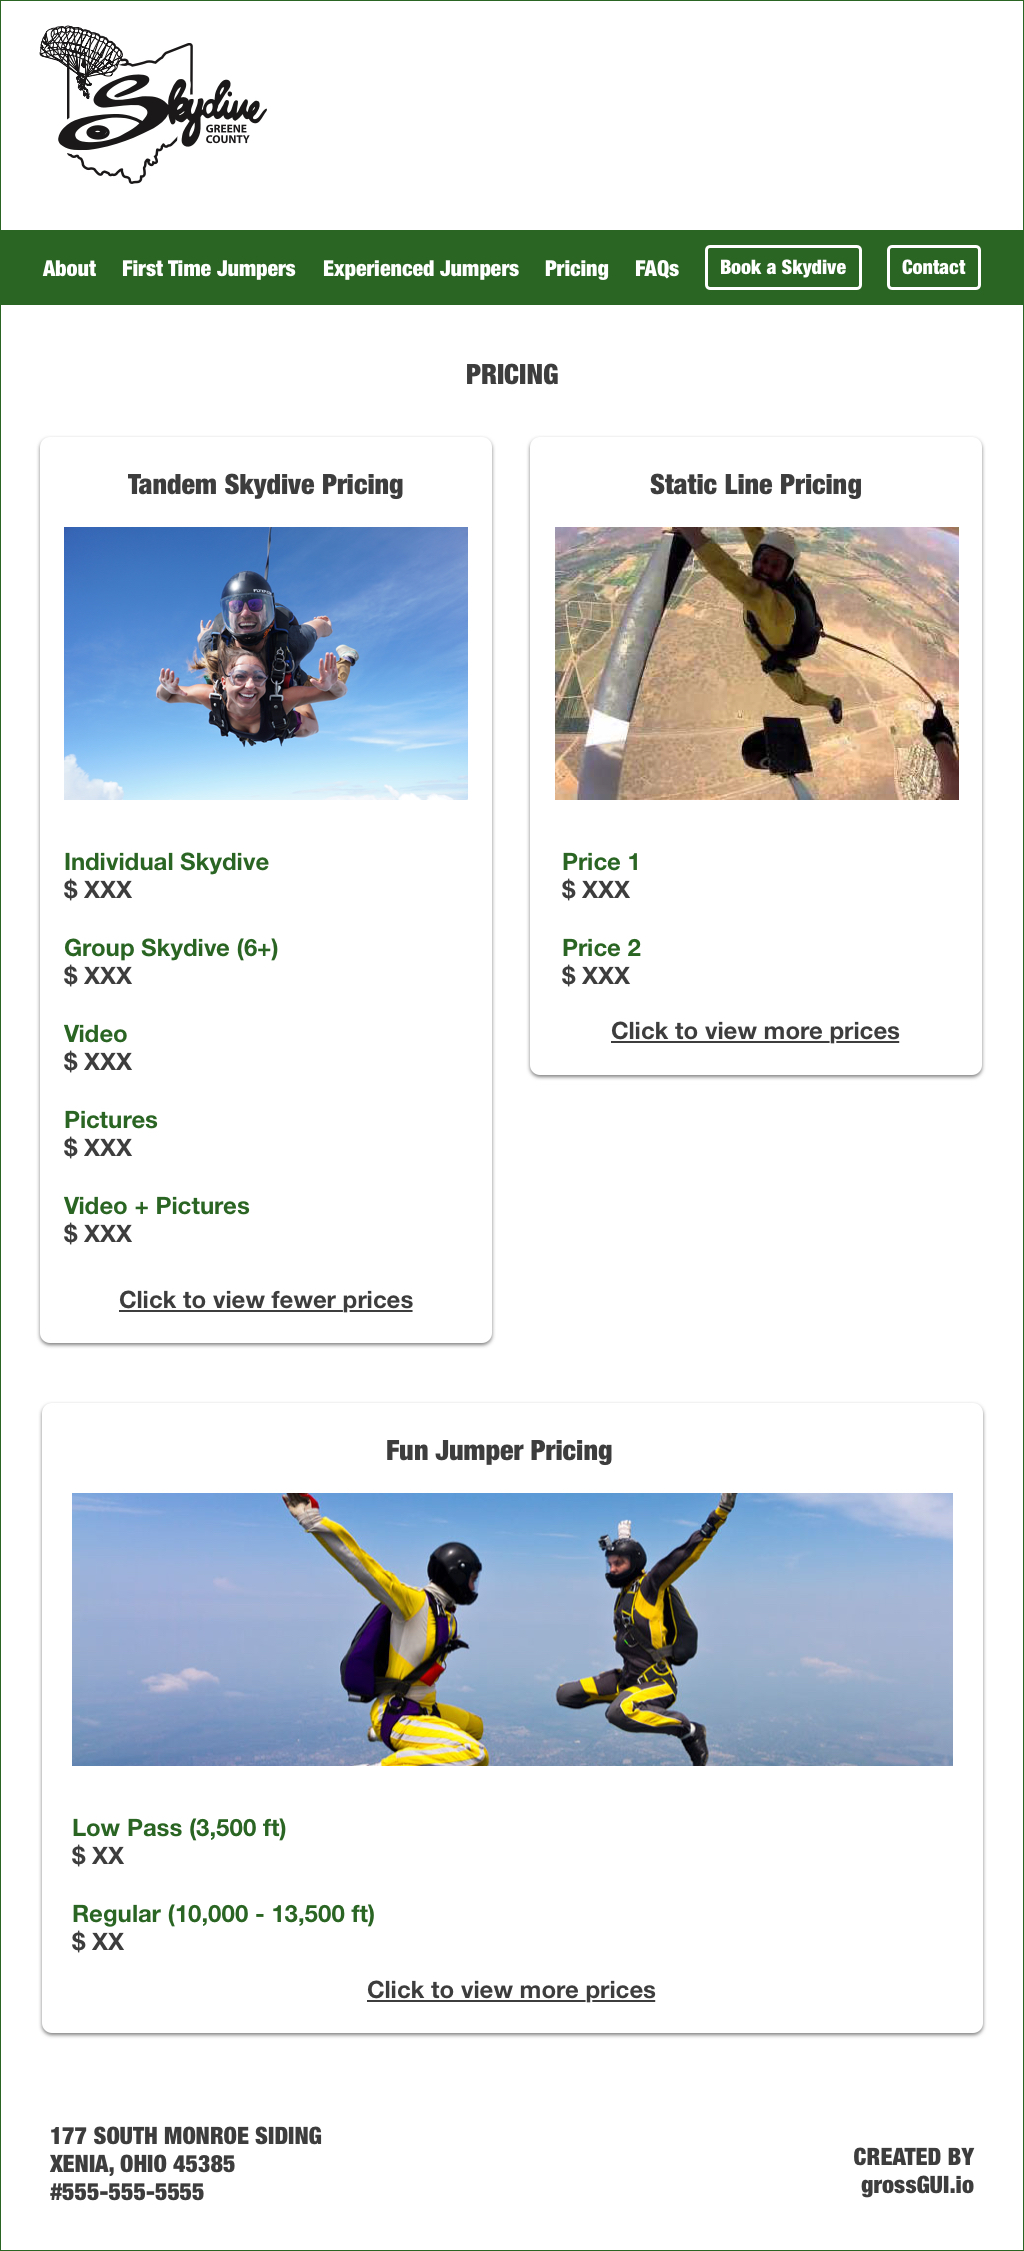 Skydive
GREENE
COUNTY
About First Time Jumpers Experienced Jumpers Pricing FAQs Book a Skydive Contact
PRICING
Tandem Skydive Pricing
Individual Skydive
$ XXX
Group Skydive (6+)
$ XXX
Video
$ XXX
Pictures
$ XXX
Video + Pictures
$ XXX
Click to view fewer prices
Static Line Pricing
Price 1
$ XXX
Price 2
$ XXX
Click to view more prices
Fun Jumper Pricing
Low Pass (3,500 ft)
$ XX
Regular (10,000 - 13,500 ft)
$ XX
Click to view more prices
177 SOUTH MONROE SIDING
XENIA, OHIO 45385
#555-555-5555
CREATED BY
grossGUI.io